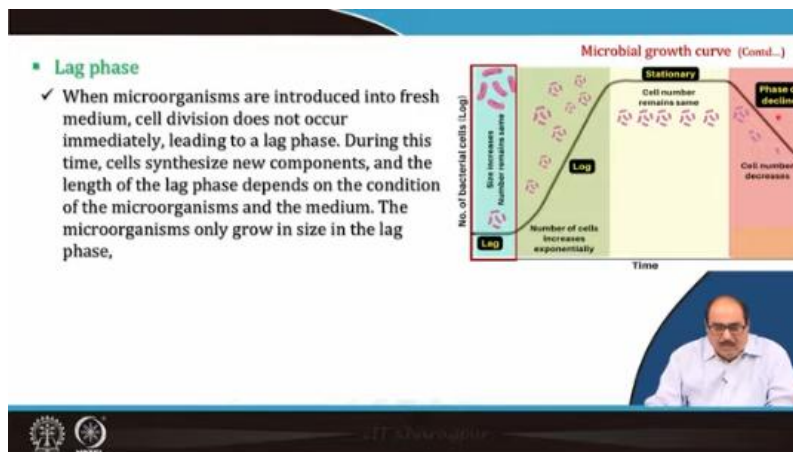 Microbial growth curve (Contd...)
▪ Lag phase
✓ When microorganisms are introduced into fresh
medium, cell division does not occur
immediately, leading to a lag phase. During this
time, cells synthesize new components, and the
length of the lag phase depends on the condition
of the microorganisms and the medium. The
microorganisms only grow in size in the lag
phase,
No. of bacterial cells (Log)
Size increases
Number remains same
Lag
Log
Number of cells
increases
exponentially
Stationary
Cell number
remains same
Phase
decline
Cell number
decreases
Time